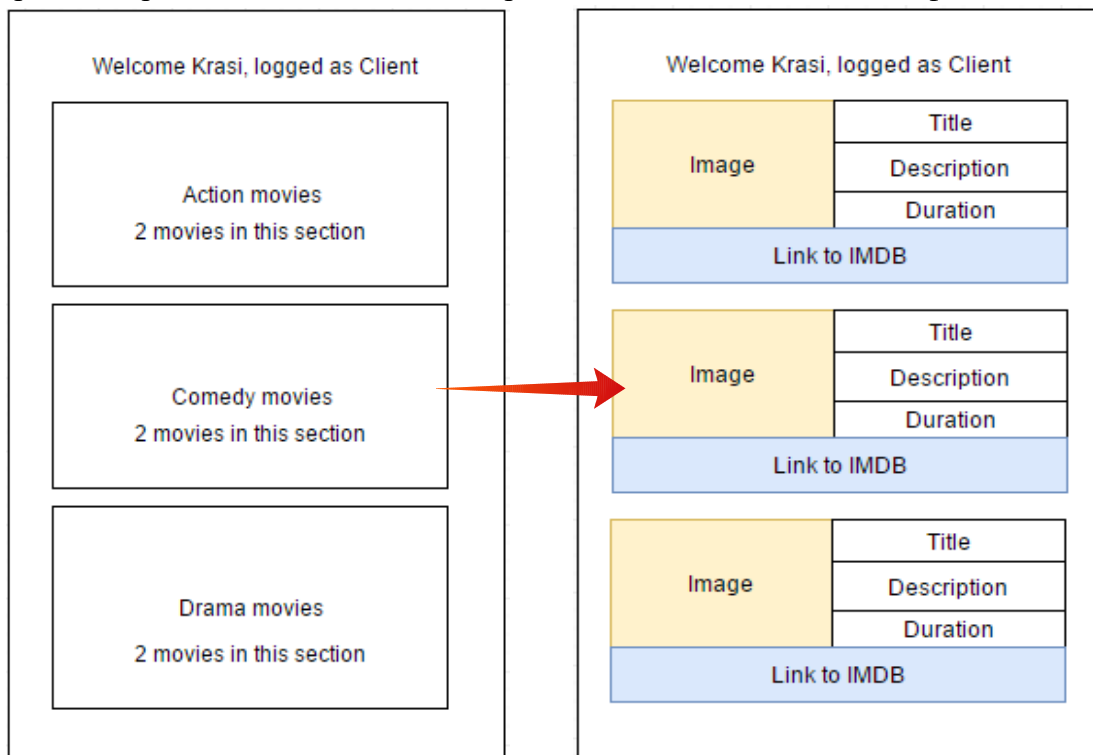 Welcome Krasi, logged as Client
Action movies
2 movies in this section
Comedy movies
2 movies in this section
Drama movies
2 movies in this section
Welcome Krasi, logged as Client
Image
Title
Description
Duration
Link to IMDB
Image
Title
Description
Duration
Link to IMDB
Image
Title
Description
Duration
Link to IMDB